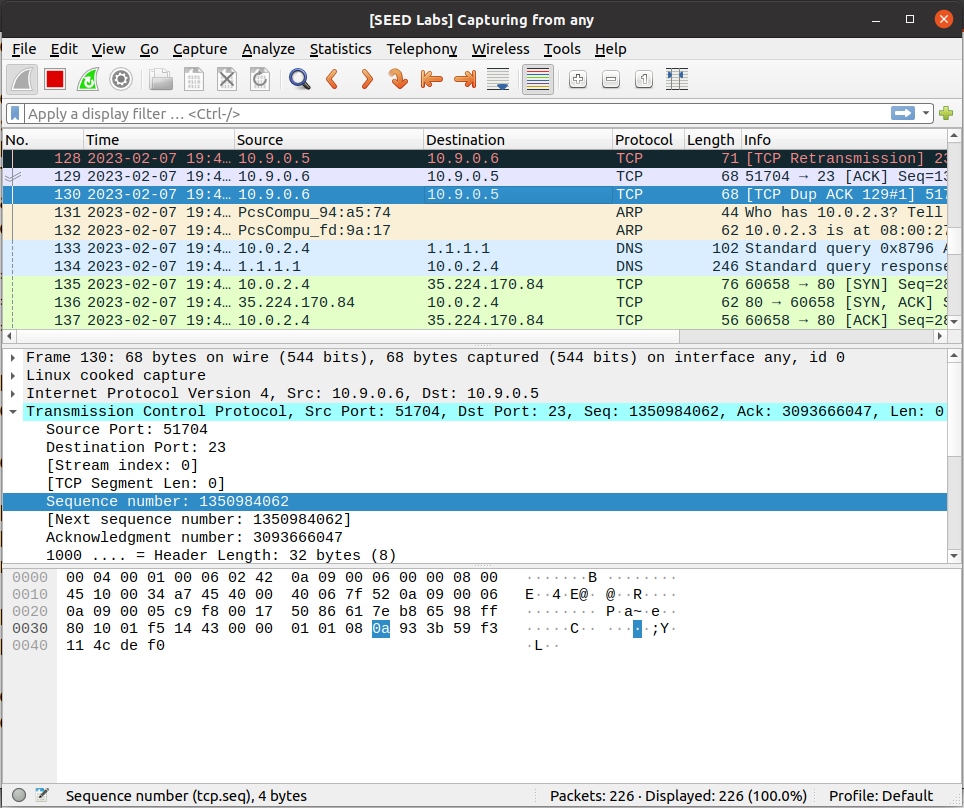 [SEED Labs] Capturing from any
File Edit View Go Capture Analyze Statistics Telephony Wireless Tools Help
Apply a display filter … <Ctrl-/>
No. Time Source Destination Protocol Length Info
128 2023-02-07 19:4… 10.9.0.5 10.9.0.6 TCP 71 [TCP Retransmission] 23
129 2023-02-07 19:4… 10.9.0.6 10.9.0.5 TCP 68 51704 → 23 [ACK] Seq=13
130 2023-02-07 19:4… 10.9.0.6 10.9.0.5 TCP 68 [TCP Dup ACK 129#1] 517
131 2023-02-07 19:4… PcsCompu_94:a5:74 ARP 44 Who has 10.0.2.3? Tell
132 2023-02-07 19:4… PcsCompu_fd:9a:17 ARP 62 10.0.2.3 is at 08:00:27
133 2023-02-07 19:4… 10.0.2.4 1.1.1.1 DNS 102 Standard query 0x8796 A
134 2023-02-07 19:4… 1.1.1.1 10.0.2.4 DNS 246 Standard query response
135 2023-02-07 19:4… 10.0.2.4 35.224.170.84 TCP 76 60658 → 80 [SYN] Seq=28
136 2023-02-07 19:4… 35.224.170.84 10.0.2.4 TCP 62 80 → 60658 [SYN, ACK] S
137 2023-02-07 19:4… 10.0.2.4 35.224.170.84 TCP 56 60658 → 80 [ACK] Seq=28
Frame 130: 68 bytes on wire (544 bits), 68 bytes captured (544 bits) on interface any, id 0
Linux cooked capture
Internet Protocol Version 4, Src: 10.9.0.6, Dst: 10.9.0.5
Transmission Control Protocol, Src Port: 51704, Dst Port: 23, Seq: 1350984062, Ack: 3093666047, Len: 0
Source Port: 51704
Destination Port: 23
[Stream index: 0]
[TCP Segment Len: 0]
Sequence number: 1350984062
[Next sequence number: 1350984062]
Acknowledgment number: 3093666047
1000 .... = Header Length: 32 bytes (8)
0000 00 04 00 01 00 06 02 42 0a 09 00 06 00 00 08 00 ·······B ········
0010 45 10 00 34 a7 45 40 00 40 06 7f 52 0a 09 00 06 E··4·E@· @··R····
0020 0a 09 00 05 c9 f8 00 17 50 86 61 7e b8 65 98 ff ········ P·a~·e··
0030 80 10 01 f5 14 43 00 00 01 01 08 0a 93 3b 59 f3 ·····C·· ·····;Y·
0040 11 4c de f0 ·L··
Sequence number (tcp.seq), 4 bytes Packets: 226 · Displayed: 226 (100.0%) Profile: Default